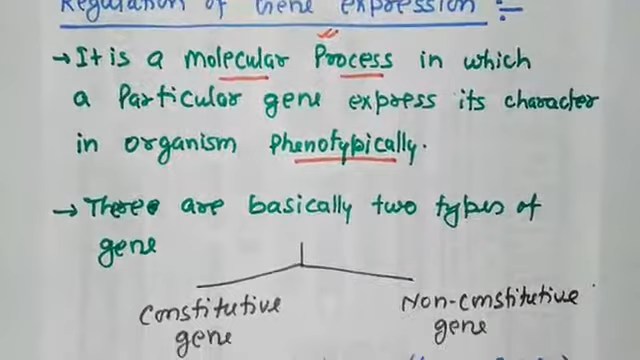 Regulation of Gene expression :-
→ It is a molecular Process in which
a Particular gene express its character
in organism Phenotypically.
→ There are basically two types of
gene
Constitutive
gene
Non-constitutive
gene